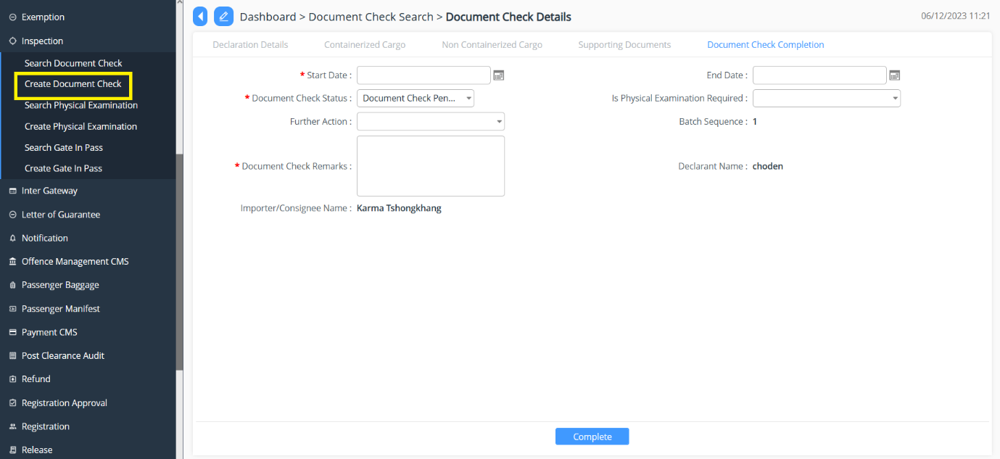 Exemption
Inspection
Search Document Check
Create Document Check
Search Physical Examination
Create Physical Examination
Search Gate In Pass
Create Gate In Pass
Inter Gateway
Letter of Guarantee
Notification
Offence Management CMS
Passenger Baggage
Passenger Manifest
Payment CMS
Post Clearance Audit
Refund
Registration Approval
Registration
Release
Dashboard > Document Check Search > Document Check Details
06/12/2023 11:21
Declaration Details Containerized Cargo Non Containerized Cargo Supporting Documents Document Check Completion
* Start Date : End Date :
* Document Check Status : Document Check Pen... Is Physical Examination Required :
Further Action : Batch Sequence : 1
* Document Check Remarks : Declarant Name : choden
Importer/Consignee Name : Karma Tshongkhang
Complete